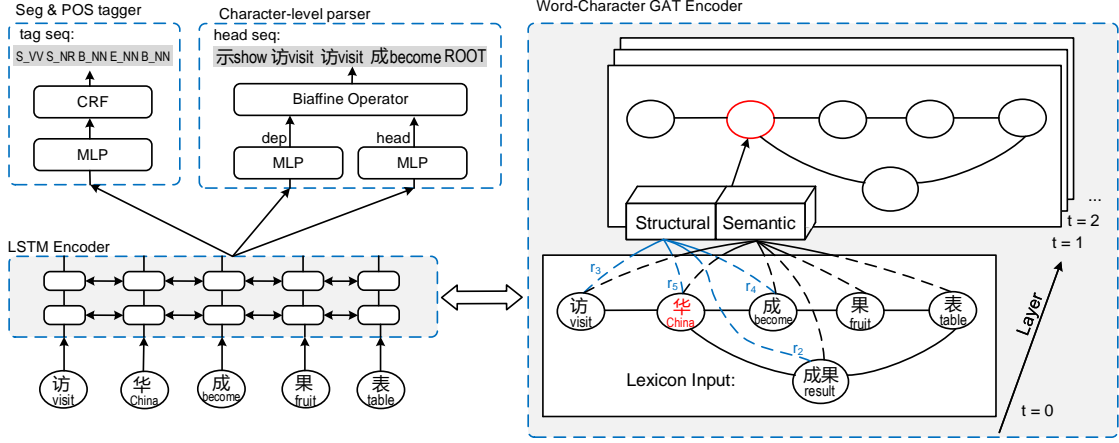 Seg & POS tagger
tag seq:
S_VV S_NR B_NN E_NN B_NN
CRF
MLP
Character-level parser
head seq:
示show 访visit 访visit 成become ROOT
Biaffine Operator
dep
head
MLP
MLP
LSTM Encoder
访
visit
华
China
成
become
果
fruit
表
table
Word-Character GAT Encoder
...
t = 2
t = 1
Structural
Semantic
r3
r5
r4
访
visit
华
China
成
become
果
fruit
表
table
r2
Lexicon Input:
成果
result
Layer
t = 0